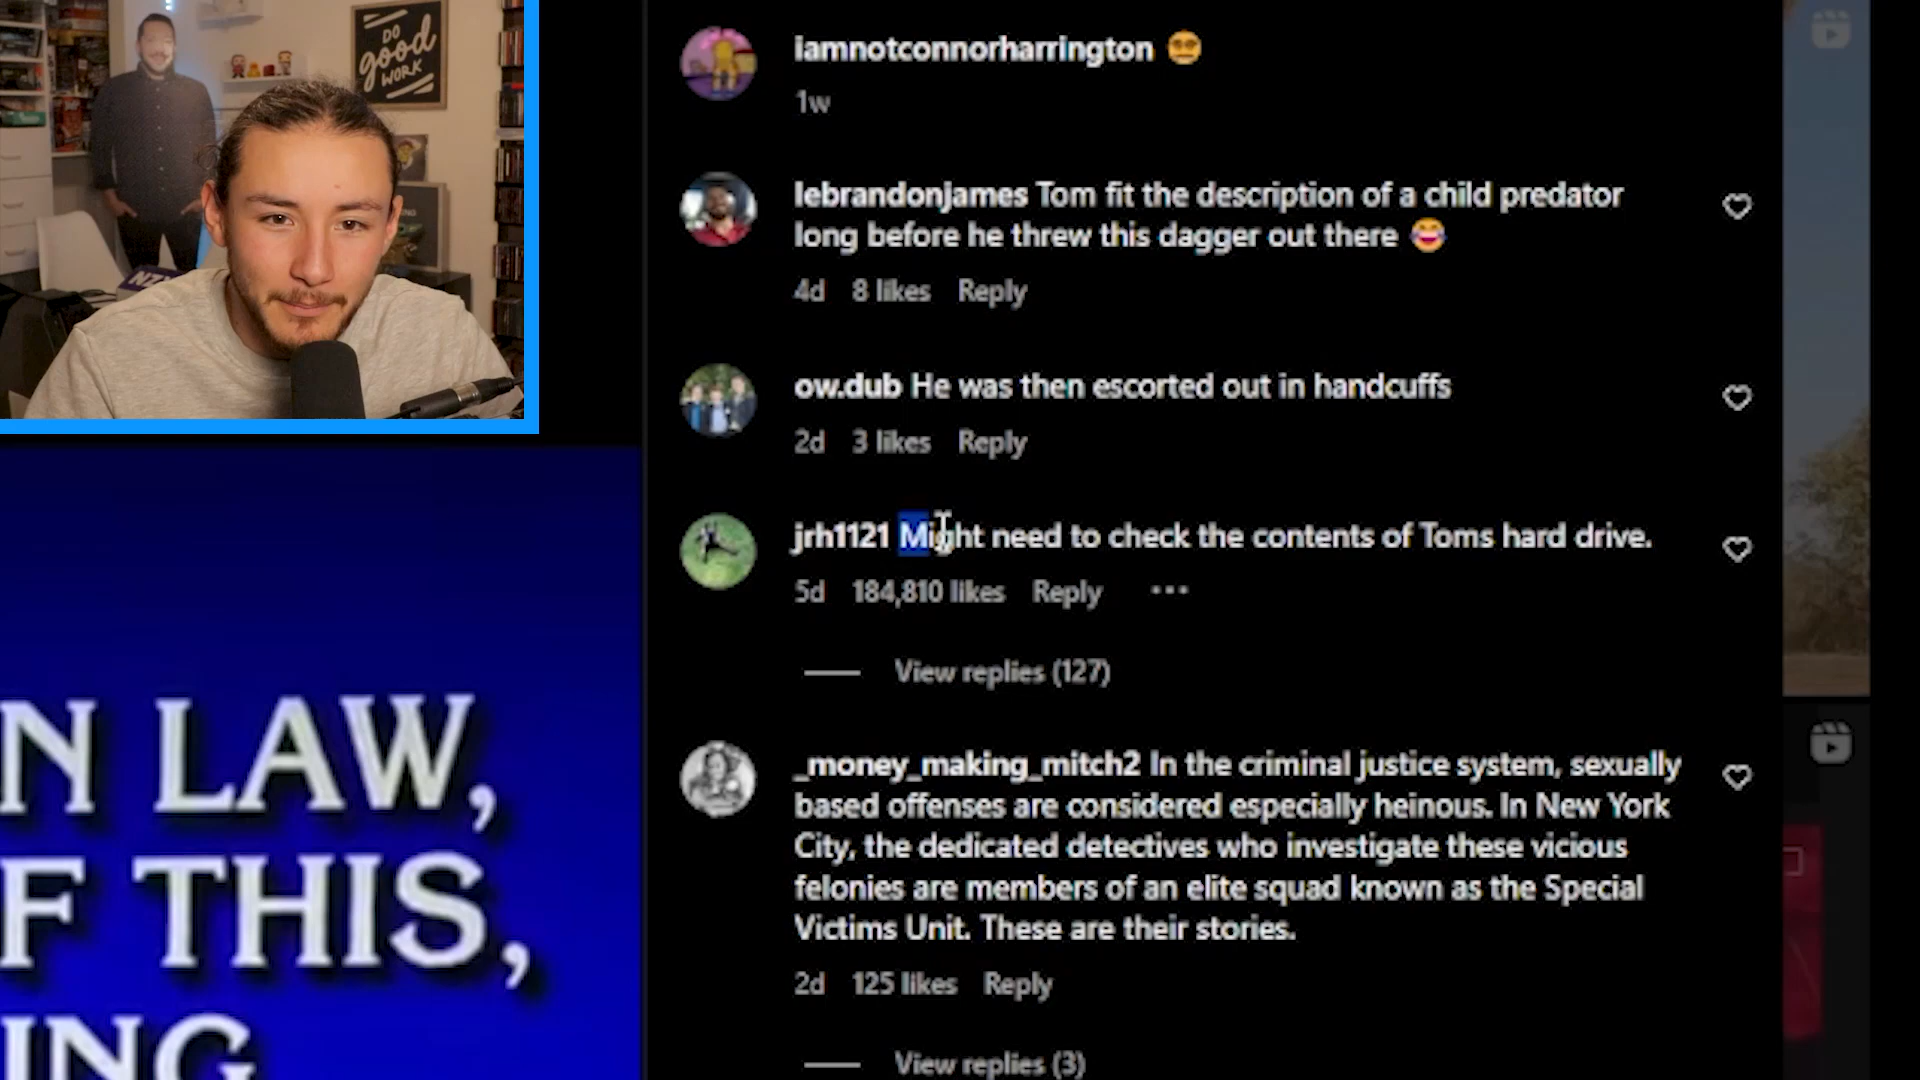 DO
good
WORK
NZ
iamnotconnorharrington 😑
1w
lebrandonjames Tom fit the description of a child predator
long before he threw this dagger out there 😂
4d 8 likes Reply
ow.dub He was then escorted out in handcuffs
2d 3 likes Reply
jrh1121 Might need to check the contents of Toms hard drive.
5d 184,810 likes Reply •••
View replies (127)
_money_making_mitch2 In the criminal justice system, sexually
based offenses are considered especially heinous. In New York
City, the dedicated detectives who investigate these vicious
felonies are members of an elite squad known as the Special
Victims Unit. These are their stories.
2d 125 likes Reply
View replies (3)
N LAW,
F THIS,
ING